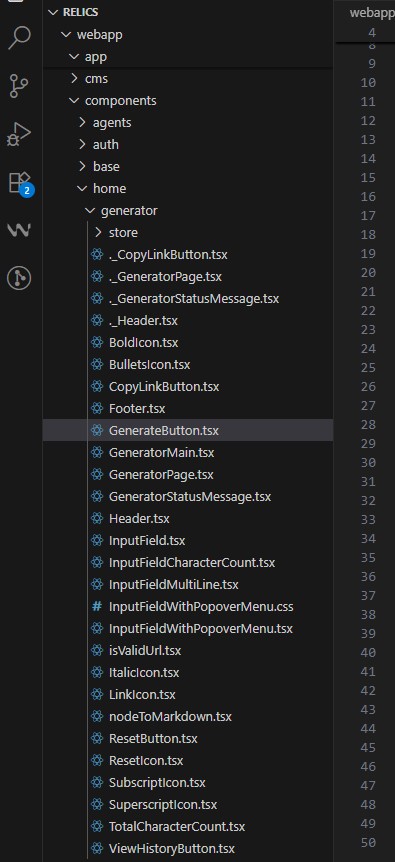 RELICS
webapp
app
cms
components
agents
auth
base
home
generator
store
._CopyLinkButton.tsx
._GeneratorPage.tsx
._GeneratorStatusMessage.tsx
._Header.tsx
BoldIcon.tsx
BulletsIcon.tsx
CopyLinkButton.tsx
Footer.tsx
GenerateButton.tsx
GeneratorMain.tsx
GeneratorPage.tsx
GeneratorStatusMessage.tsx
Header.tsx
InputField.tsx
InputFieldCharacterCount.tsx
InputFieldMultiLine.tsx
# InputFieldWithPopoverMenu.css
InputFieldWithPopoverMenu.tsx
isValidUrl.tsx
ItalicIcon.tsx
LinkIcon.tsx
nodeToMarkdown.tsx
ResetButton.tsx
ResetIcon.tsx
SubscriptIcon.tsx
SuperscriptIcon.tsx
TotalCharacterCount.tsx
ViewHistoryButton.tsx
2
webapp
4
8
9
10
11
12
13
14
15
16
17
18
19
20
21
22
23
24
25
26
27
28
29
30
31
32
33
34
35
36
37
38
39
40
41
42
43
44
45
46
47
48
49
50